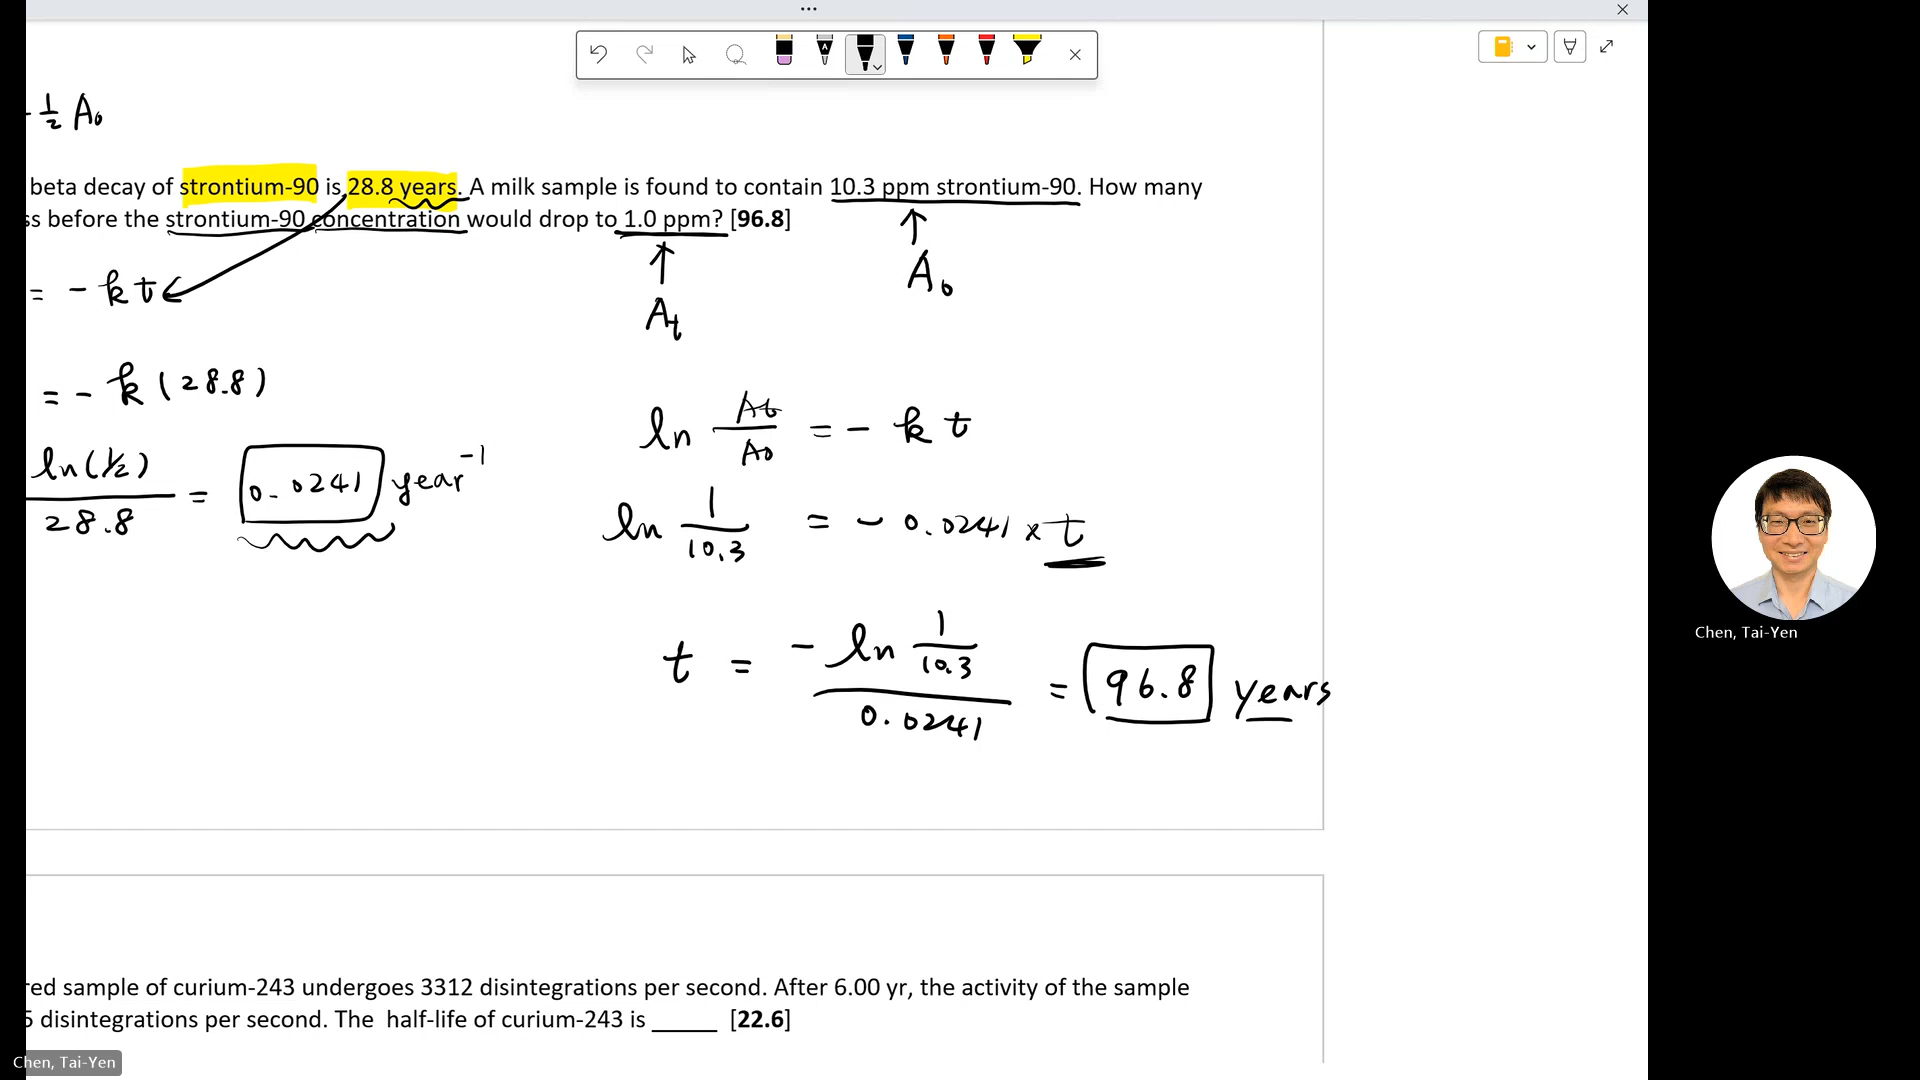 - ½ A₀
beta decay of strontium-90 is 28.8 years. A milk sample is found to contain 10.3 ppm strontium-90. How many
ss before the strontium-90 concentration would drop to 1.0 ppm? [96.8]
= - k t
A₀
Aₜ
= - k (28.8)
ln Aₜ/A₀ = - k t
ln(½)/28.8 = 0.0241 year⁻¹
ln 1/10.3 = - 0.0241 × t
t = - ln 1/10.3 / 0.0241 = 96.8 years
red sample of curium-243 undergoes 3312 disintegrations per second. After 6.00 yr, the activity of the sample
5 disintegrations per second. The half-life of curium-243 is _____ [22.6]
Chen, Tai-Yen
Chen, Tai-Yen